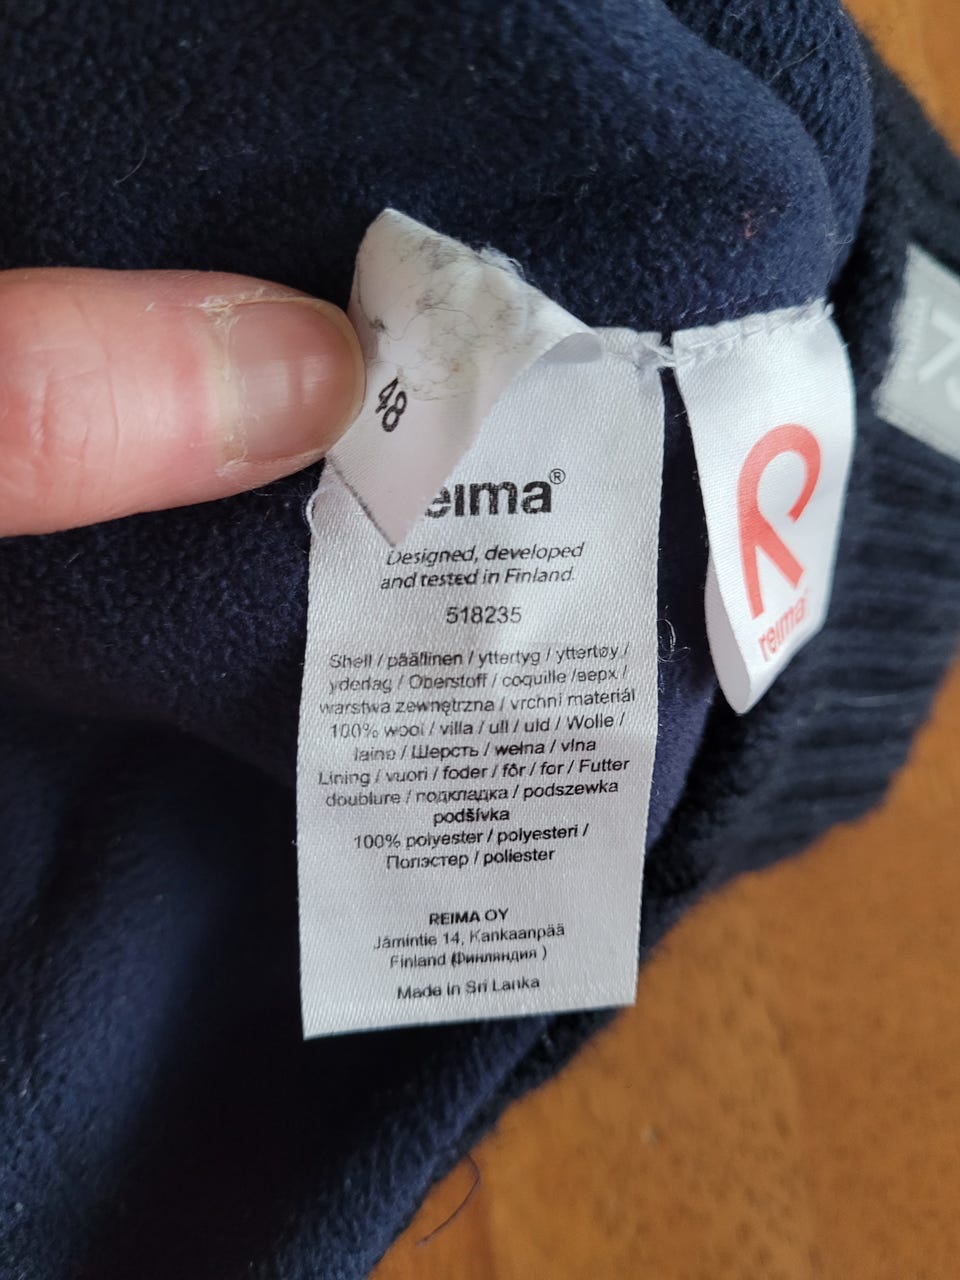 48
eima®
Designed, developed
and tested in Finland.
518235
Shell / päällinen / yttertyg / yttertøy /
yderlag / Oberstoff / coquille /верх /
warstwa zewnętrzna / vrchní materiál
100% wool / villa / ull / uld / Wolle /
laine / Шерсть / wełna / vlna
Lining / vuori / foder / fôr / for / Futter
doublure / подкладка / podszewka
podšívka
100% polyester / polyesteri /
Полиэстер / poliester
REIMA OY
Jämintie 14, Kankaanpää
Finland (Финляндия )
Made in Sri Lanka
reima